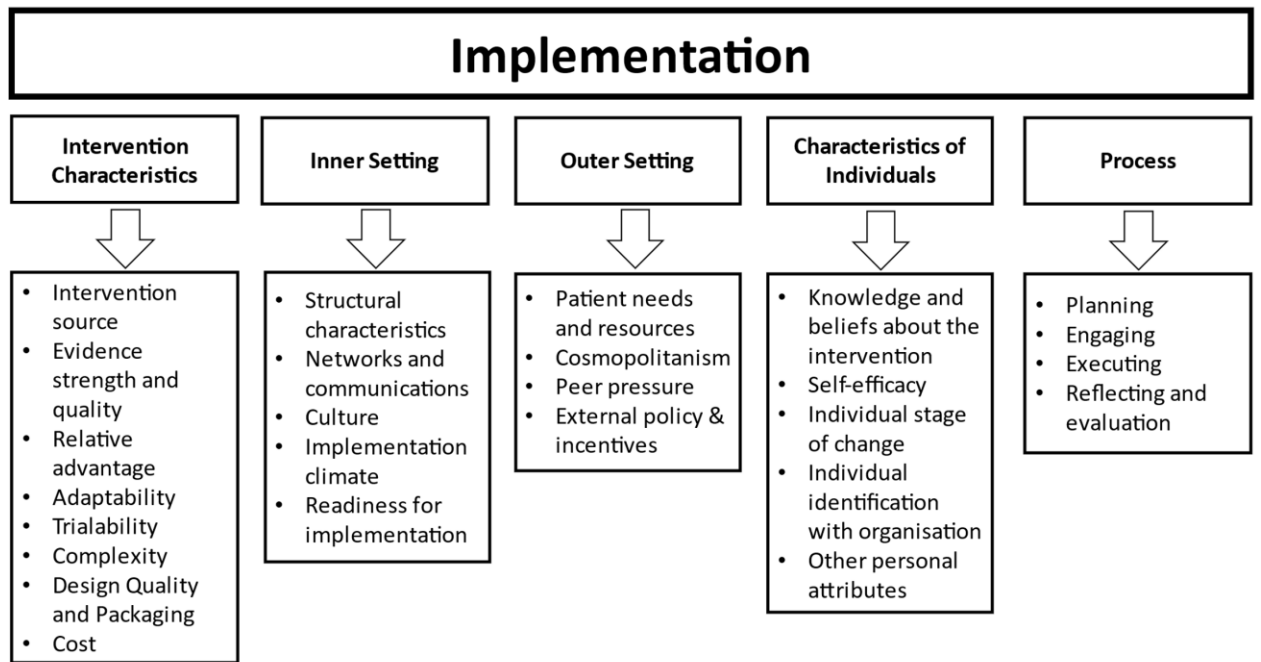 Implementation
Intervention
Characteristics
Inner Setting
Outer Setting
Characteristics of
Individuals
Process
• Intervention
source
• Evidence
strength and
quality
• Relative
advantage
• Adaptability
• Trialability
• Complexity
• Design Quality
and Packaging
• Cost
• Structural
characteristics
• Networks and
communications
• Culture
• Implementation
climate
• Readiness for
implementation
• Patient needs
and resources
• Cosmopolitanism
• Peer pressure
• External policy &
incentives
• Knowledge and
beliefs about the
intervention
• Self-efficacy
• Individual stage
of change
• Individual
identification
with organisation
• Other personal
attributes
• Planning
• Engaging
• Executing
• Reflecting and
evaluation